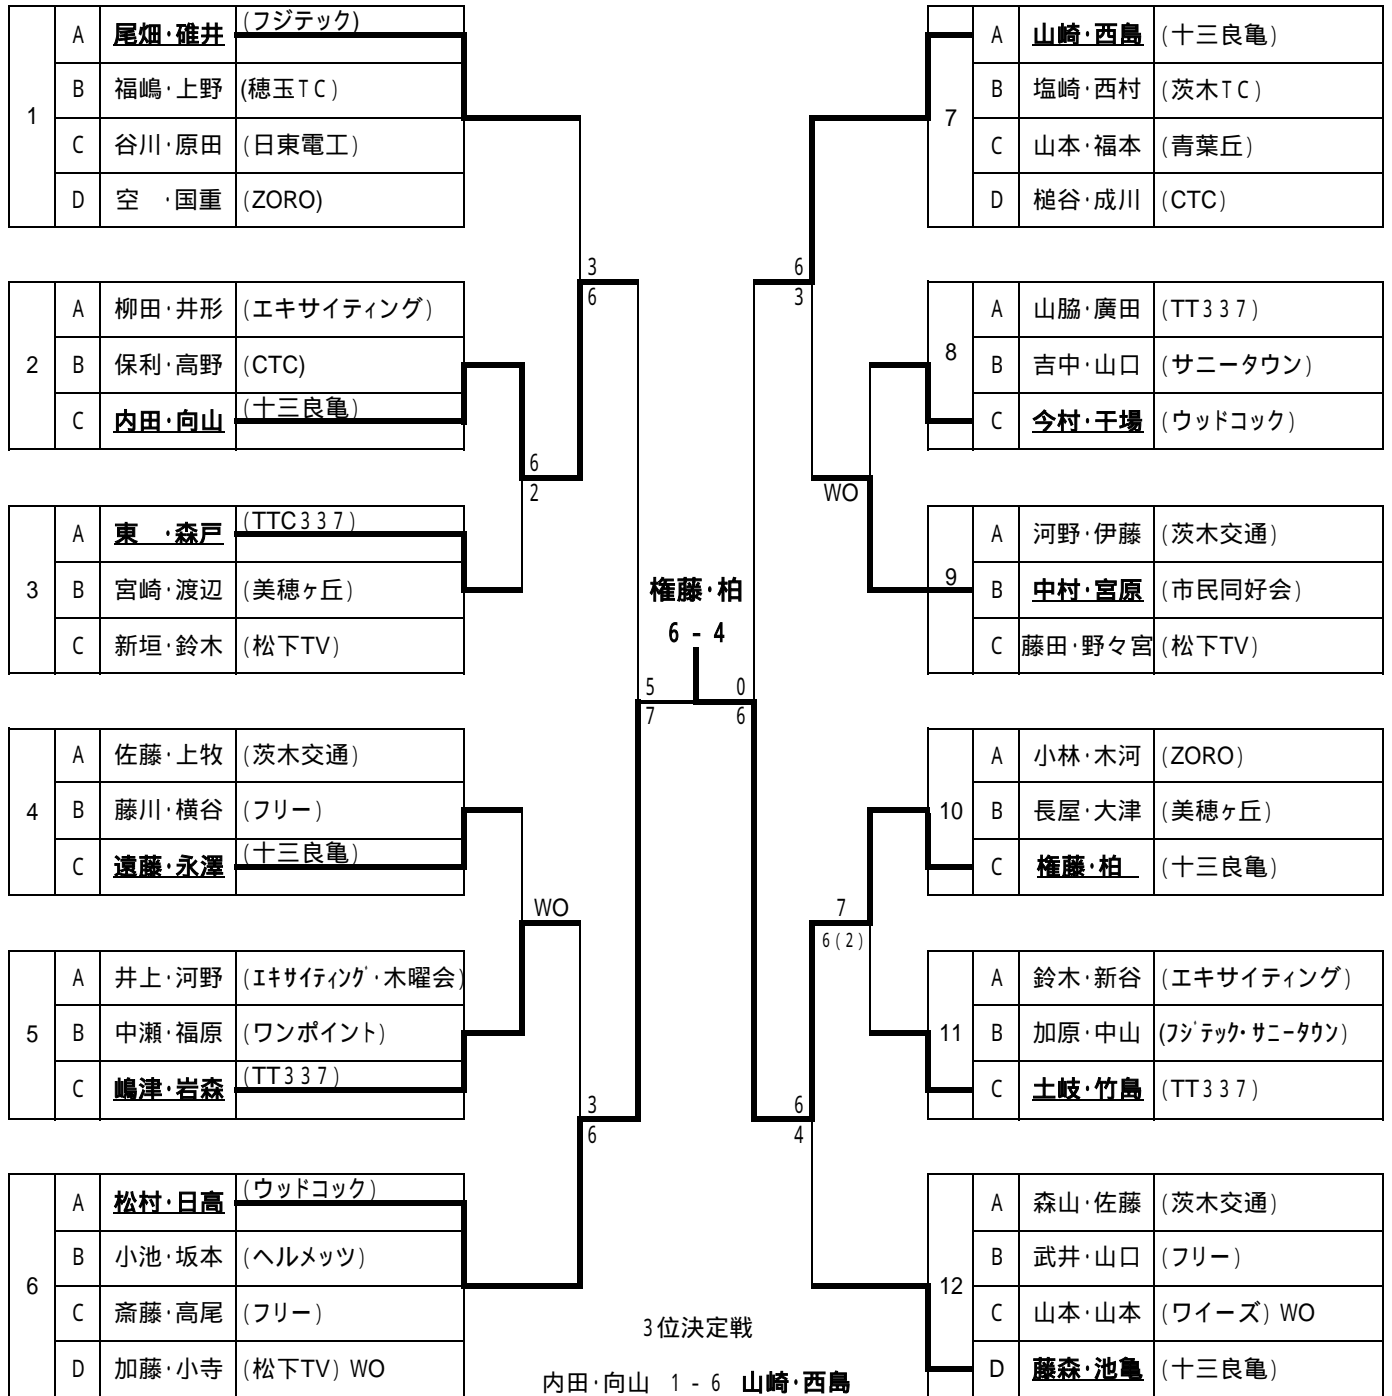 1
A 尾畑・碓井 (フジテック)
B 福嶋・上野 (穂玉TC)
C 谷川・原田 (日東電工)
D 空　・国重 (ZORO)
2
A 柳田・井形 (エキサイティング)
B 保利・高野 (CTC)
C 内田・向山 (十三良亀)
3
A 東　・森戸 (TTC337)
B 宮崎・渡辺 (美穂ヶ丘)
C 新垣・鈴木 (松下TV)
4
A 佐藤・上牧 (茨木交通)
B 藤川・横谷 (フリー)
C 遠藤・永澤 (十三良亀)
5
A 井上・河野 (エキサイティング・木曜会)
B 中瀬・福原 (ワンポイント)
C 嶋津・岩森 (TT337)
6
A 松村・日高 (ウッドコック)
B 小池・坂本 (ヘルメッツ)
C 斎藤・高尾 (フリー)
D 加藤・小寺 (松下TV) WO
3
6
6
2
WO
3
6
5
7
権藤・柏
6 - 4
0
6
6
3
WO
7
6(2)
6
4
3位決定戦
内田・向山 1 - 6 山崎・西島
7
A 山崎・西島 (十三良亀)
B 塩崎・西村 (茨木TC)
C 山本・福本 (青葉丘)
D 槌谷・成川 (CTC)
8
A 山脇・廣田 (TT337)
B 吉中・山口 (サニータウン)
C 今村・干場 (ウッドコック)
9
A 河野・伊藤 (茨木交通)
B 中村・宮原 (市民同好会)
C 藤田・野々宮 (松下TV)
10
A 小林・木河 (ZORO)
B 長屋・大津 (美穂ヶ丘)
C 権藤・柏 (十三良亀)
11
A 鈴木・新谷 (エキサイティング)
B 加原・中山 (フジテック・サニータウン)
C 土岐・竹島 (TT337)
12
A 森山・佐藤 (茨木交通)
B 武井・山口 (フリー)
C 山本・山本 (ワイーズ) WO
D 藤森・池亀 (十三良亀)